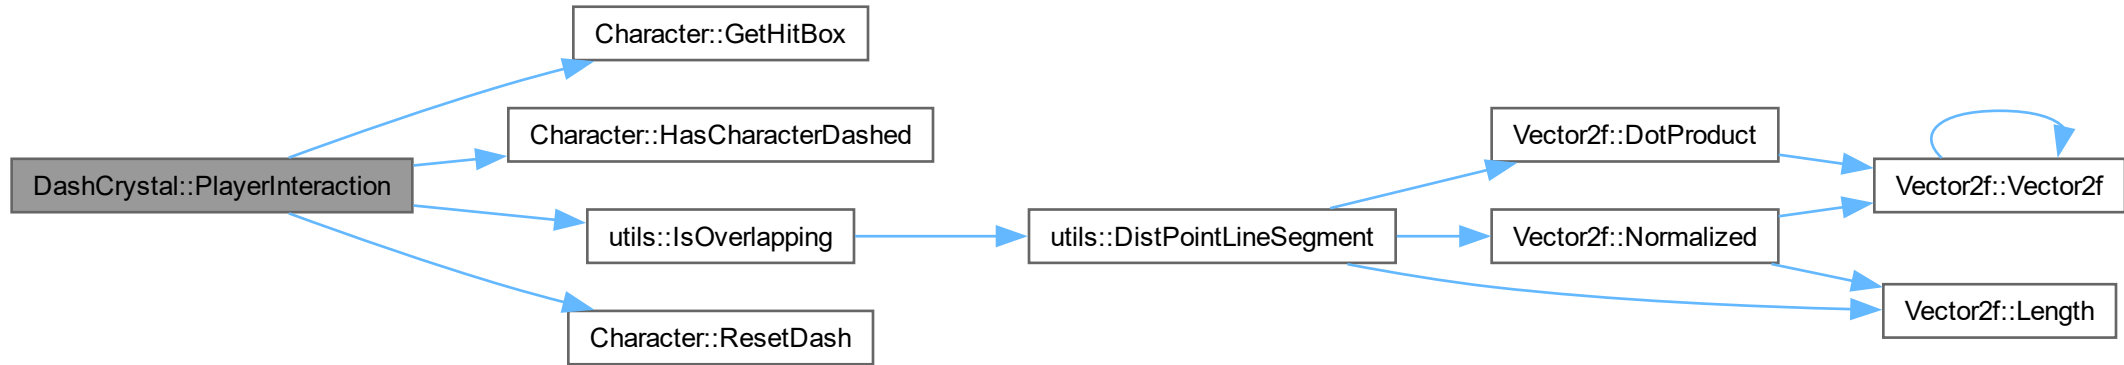 DashCrystal::PlayerInteraction
Character::GetHitBox
Character::HasCharacterDashed
utils::IsOverlapping
Character::ResetDash
utils::DistPointLineSegment
Vector2f::DotProduct
Vector2f::Normalized
Vector2f::Vector2f
Vector2f::Length